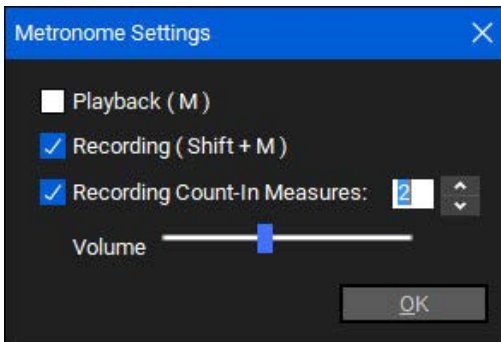 Metronome Settings
Playback ( M )
Recording ( Shift + M )
Recording Count-In Measures: 2
Volume
OK